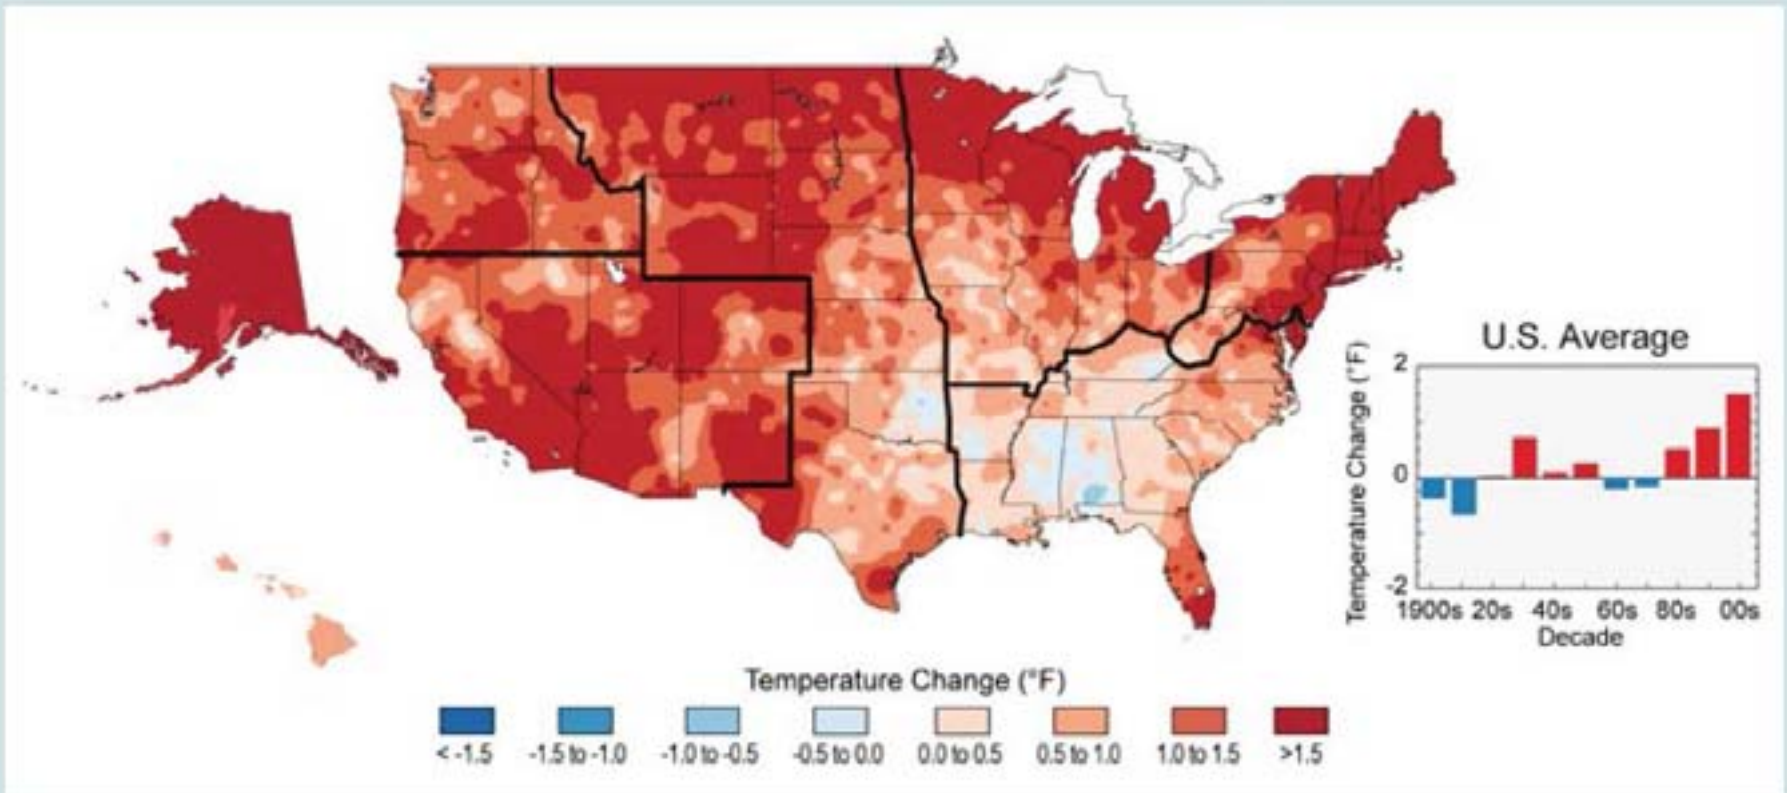 U.S. Average
Temperature Change (°F)
2
0
-2
1900s 20s 40s 60s 80s 00s
Decade
Temperature Change (°F)
< -1.5 -1.5 to -1.0 -1.0 to -0.5 -0.5 to 0.0 0.0 to 0.5 0.5 to 1.0 1.0 to 1.5 >1.5